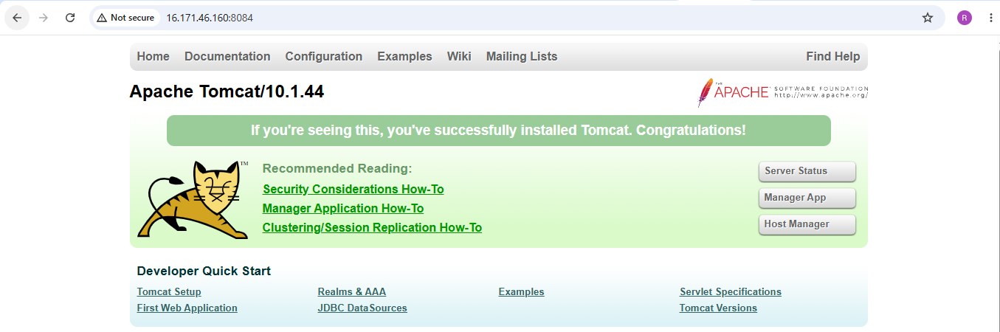 Not secure 16.171.46.160:8084 R
Home Documentation Configuration Examples Wiki Mailing Lists Find Help
Apache Tomcat/10.1.44
THE
APACHE SOFTWARE FOUNDATION
http://www.apache.org/
If you're seeing this, you've successfully installed Tomcat. Congratulations!
TM
Recommended Reading:
Security Considerations How-To
Manager Application How-To
Clustering/Session Replication How-To
Server Status
Manager App
Host Manager
Developer Quick Start
Tomcat Setup
First Web Application
Realms & AAA
JDBC DataSources
Examples
Servlet Specifications
Tomcat Versions